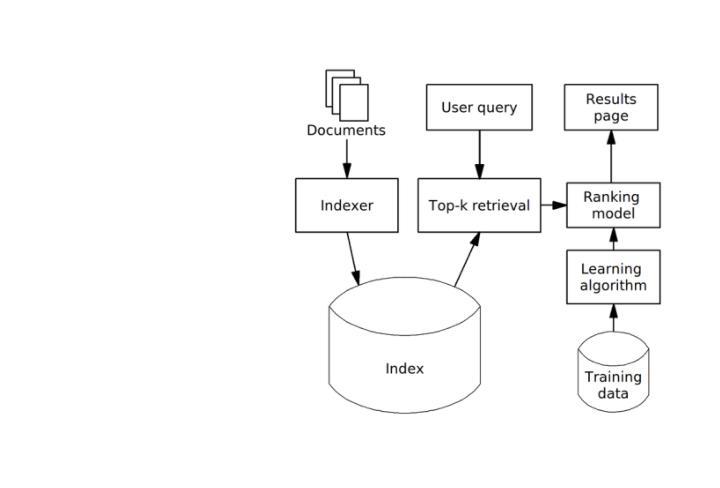 Documents
User query
Results
page
Indexer
Top-k retrieval
Ranking
model
Learning
algorithm
Index
Training
data